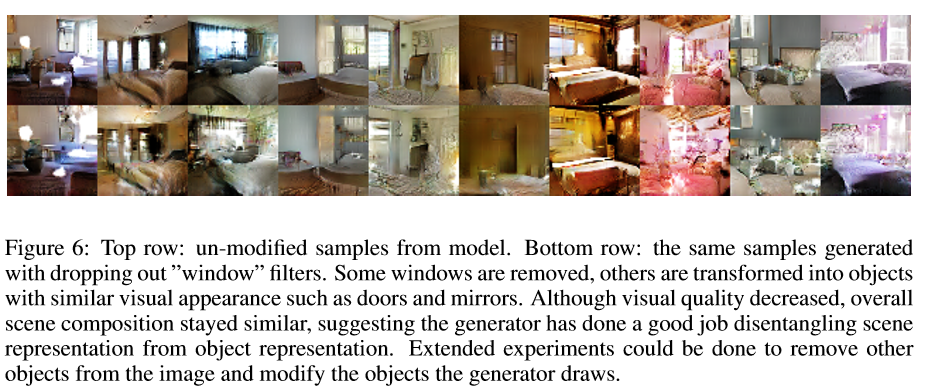 Figure 6: Top row: un-modified samples from model. Bottom row: the same samples generated
with dropping out ”window” filters. Some windows are removed, others are transformed into objects
with similar visual appearance such as doors and mirrors. Although visual quality decreased, overall
scene composition stayed similar, suggesting the generator has done a good job disentangling scene
representation from object representation. Extended experiments could be done to remove other
objects from the image and modify the objects the generator draws.